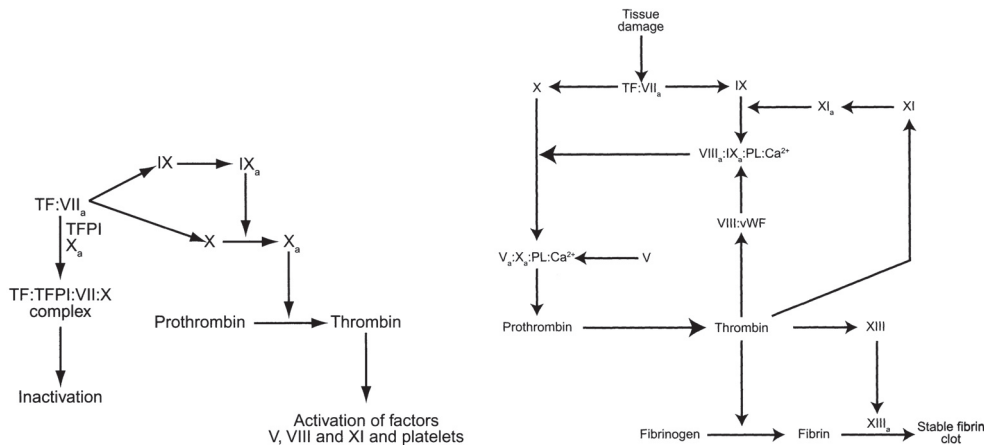 IX
IXₐ
TF:VIIₐ
TFPI
Xₐ
X
Xₐ
TF:TFPI:VII:X
complex
Prothrombin
Thrombin
Inactivation
Activation of factors
V, VIII and XI and platelets
Tissue
damage
X
TF:VIIₐ
IX
XIₐ
XI
VIIIₐ:IXₐ:PL:Ca²⁺
VIII:vWF
Vₐ:Xₐ:PL:Ca²⁺
V
Prothrombin
Thrombin
XIII
XIIIₐ
Fibrinogen
Fibrin
Stable fibrin
clot